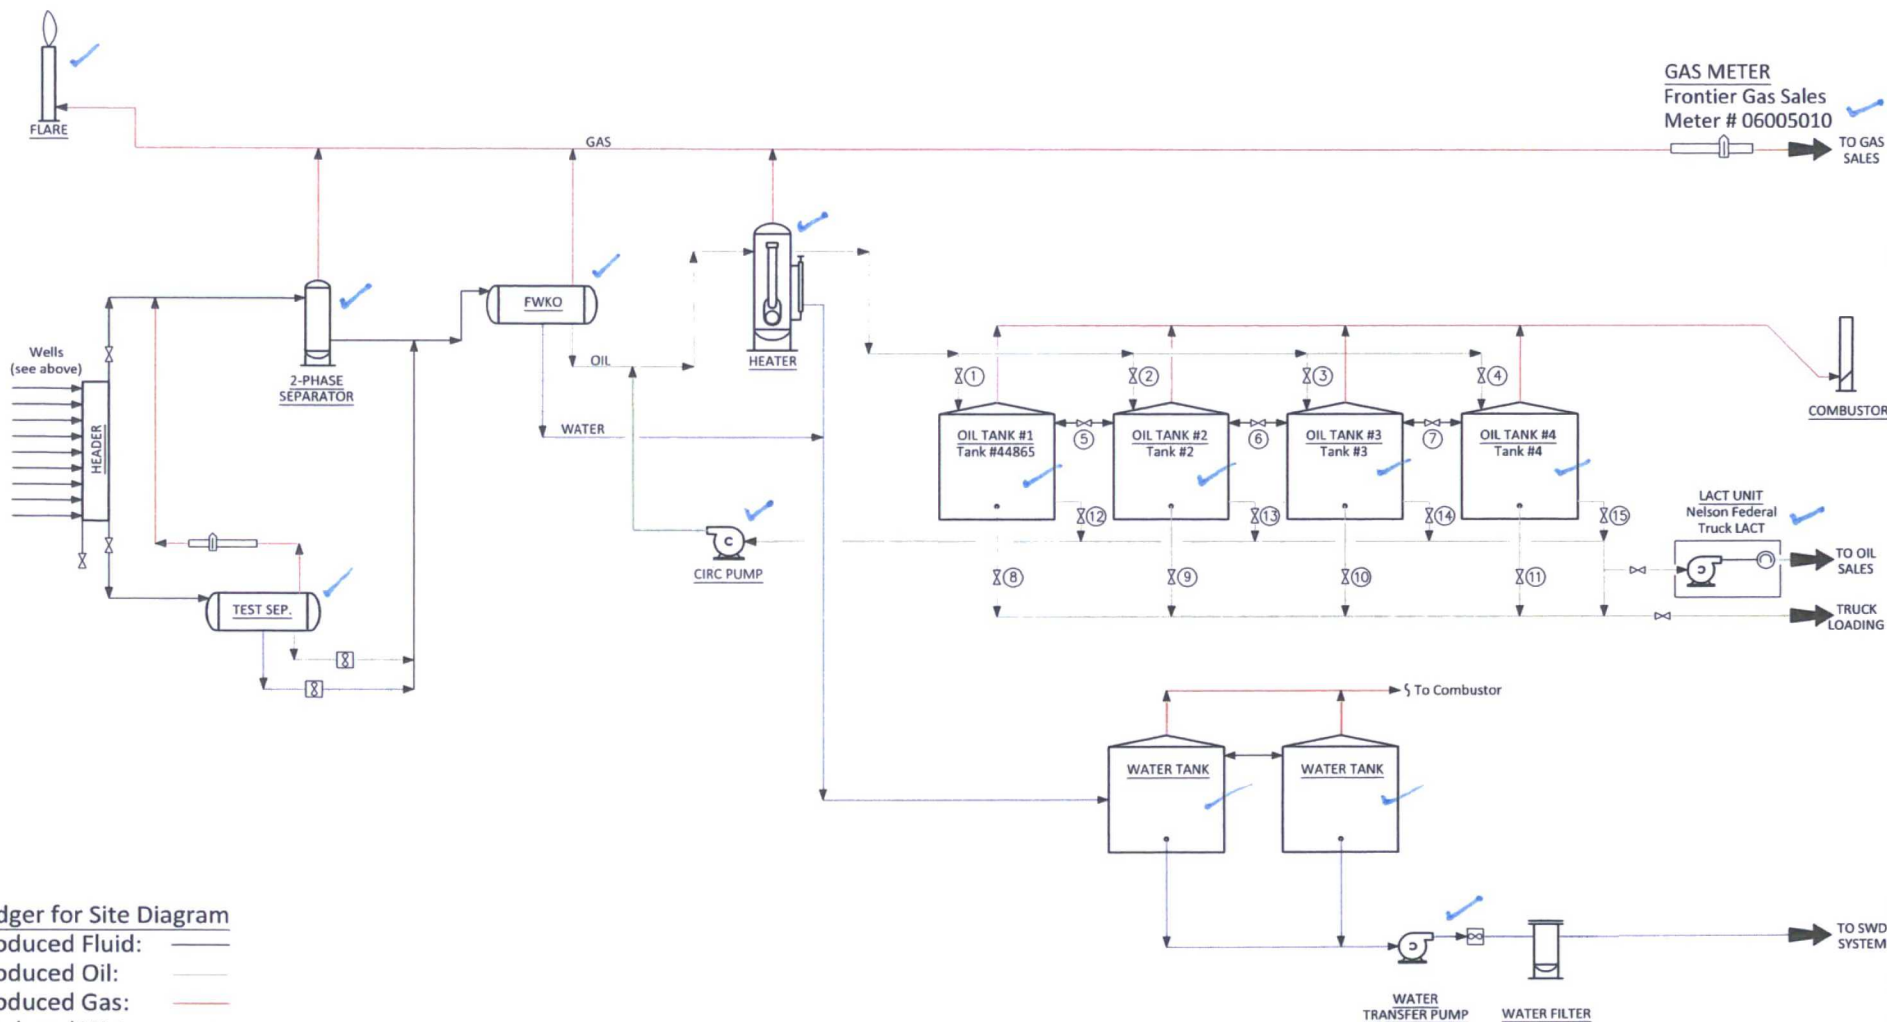 GAS METER
Frontier Gas Sales
Meter # 06005010
TO GAS
SALES
FLARE
GAS
FWKO
OIL
HEATER
Wells
(see above)
HEADER
2-PHASE
SEPARATOR
WATER
TEST SEP.
CIRC PUMP
C
1
2
3
4
COMBUSTOR
OIL TANK #1
Tank #44865
OIL TANK #2
Tank #2
OIL TANK #3
Tank #3
OIL TANK #4
Tank #4
5
6
7
12
13
14
15
8
9
10
11
LACT UNIT
Nelson Federal
Truck LACT
C
TO OIL
SALES
TRUCK
LOADING
To Combustor
WATER TANK
WATER TANK
C
TO SWD
SYSTEM
WATER
TRANSFER PUMP
WATER FILTER
dger for Site Diagram
oduced Fluid:
oduced Oil:
oduced Gas: